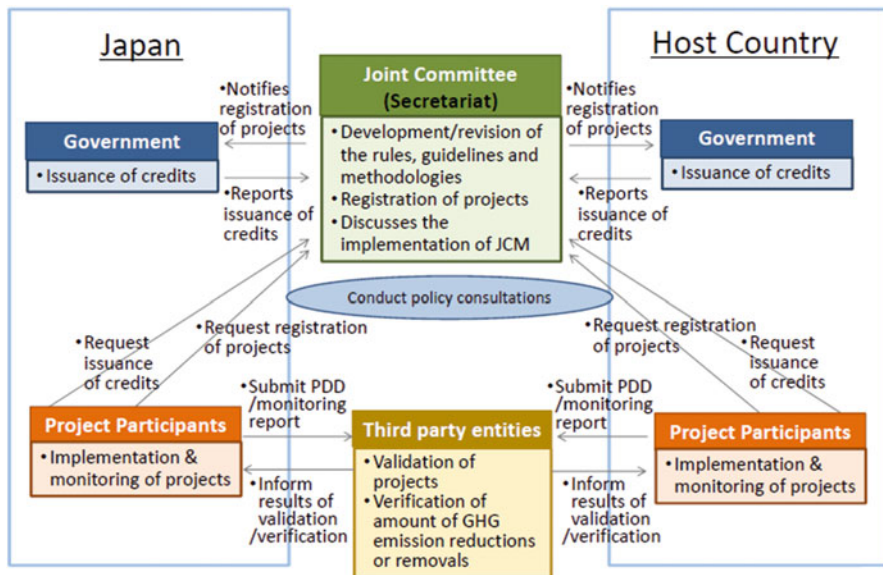 Japan
Host Country
Joint Committee
(Secretariat)
•Development/revision of
the rules, guidelines and
methodologies
•Registration of projects
•Discusses the
implementation of JCM
•Notifies
registration
of projects
•Notifies
registration
of projects
Government
•Issuance of credits
Government
•Issuance of credits
•Reports
issuance of
credits
•Reports
issuance of
credits
Conduct policy consultations
•Request
issuance
of credits
•Request registration
of projects
•Request registration
of projects
•Request
issuance
of credits
•Submit PDD
/monitoring
report
•Submit PDD
/monitoring
report
Project Participants
•Implementation &
monitoring of projects
Third party entities
•Validation of
projects
•Verification of
amount of GHG
emission reductions
or removals
Project Participants
•Implementation &
monitoring of projects
•Inform
results of
validation
/verification
•Inform
results of
validation
/verification